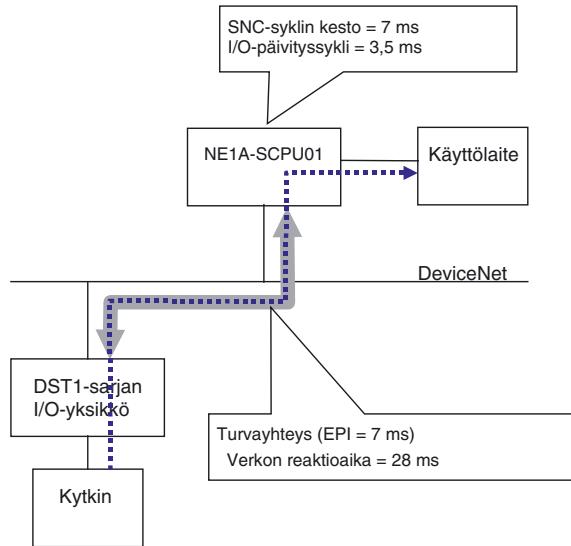 SNC-syklin kesto = 7 ms
I/O-päivityssykli = 3,5 ms
NE1A-SCPU01
Käyttölaite
DeviceNet
DST1-sarjan
I/O-yksikkö
Turvayhteys (EPI = 7 ms)
Verkon reaktioaika = 28 ms
Kytkin